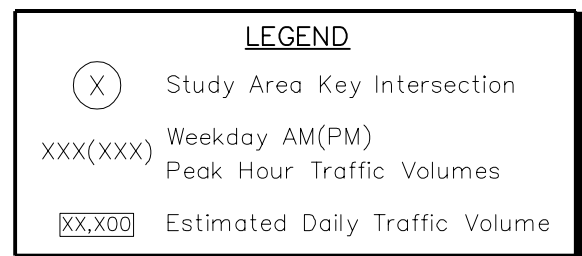 LEGEND
X Study Area Key Intersection
XXX(XXX) Weekday AM(PM)
Peak Hour Traffic Volumes
XX,X00 Estimated Daily Traffic Volume